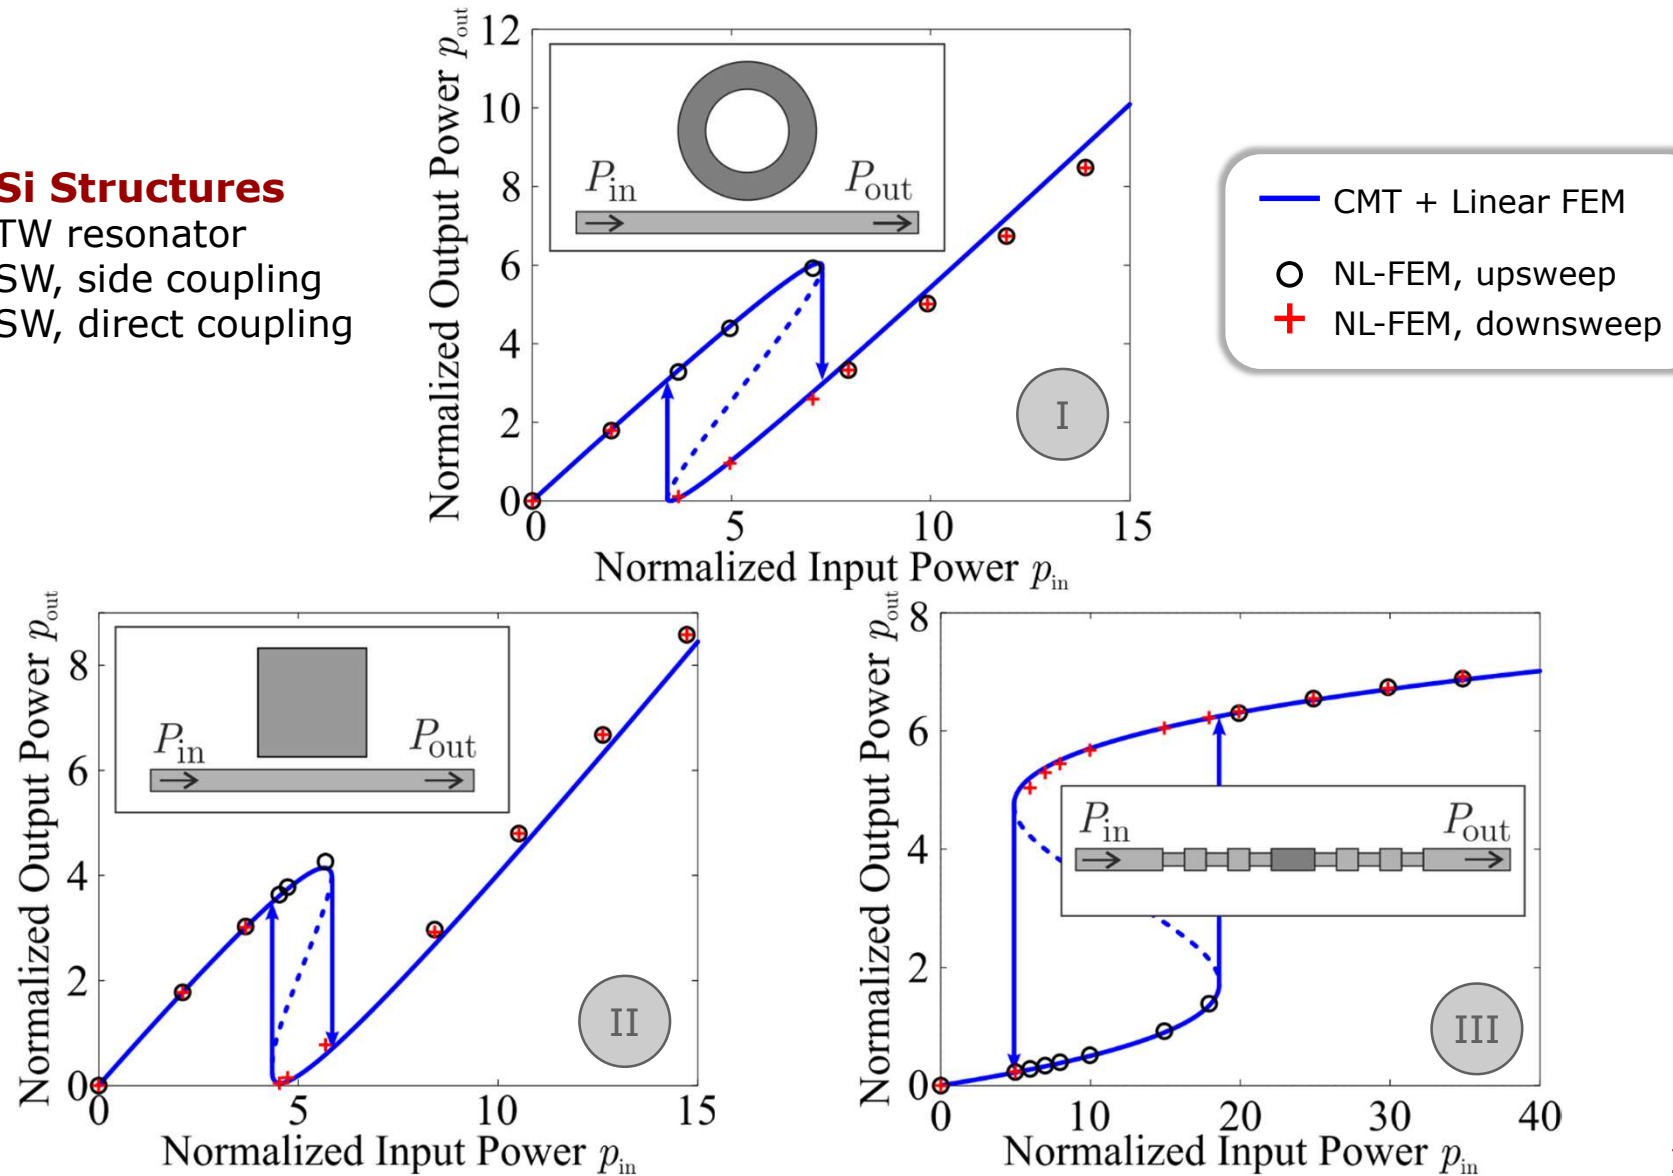 Si Structures
TW resonator
SW, side coupling
SW, direct coupling
Normalized Output Power p_out
12
10
8
6
4
2
0
P_in
P_out
I
0 5 10 15
Normalized Input Power p_in
CMT + Linear FEM
NL-FEM, upsweep
NL-FEM, downsweep
Normalized Output Power p_out
8
6
4
2
0
P_in
P_out
II
0 5 10 15
Normalized Input Power p_in
Normalized Output Power p_out
8
6
4
2
0
P_in
P_out
III
0 10 20 30 40
Normalized Input Power p_in